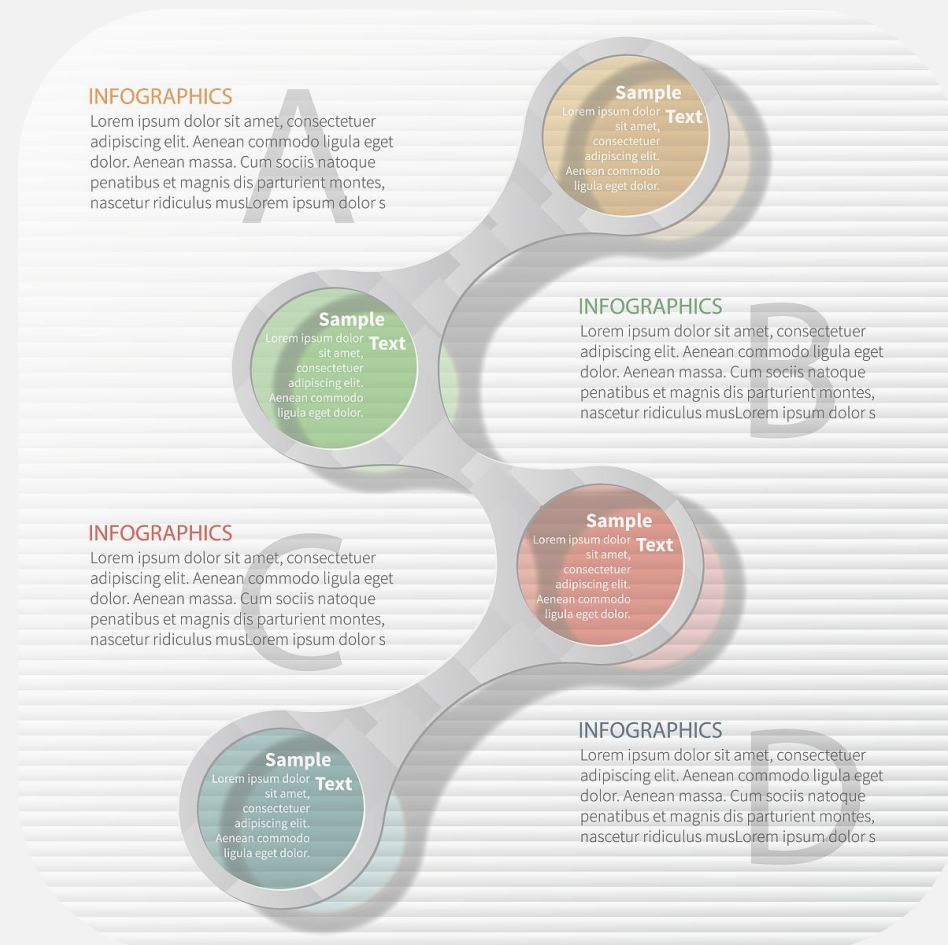 INFOGRAPHICS
A
Lorem ipsum dolor sit amet, consectetuer
adipiscing elit. Aenean commodo ligula eget
dolor. Aenean massa. Cum sociis natoque
penatibus et magnis dis parturient montes,
nascetur ridiculus musLorem ipsum dolor s
Sample
Text
Lorem ipsum dolor
sit amet,
consectetuer
adipiscing elit.
Aenean commodo
ligula eget dolor.
Sample
Text
Lorem ipsum dolor
sit amet,
consectetuer
adipiscing elit.
Aenean commodo
ligula eget dolor.
INFOGRAPHICS
B
Lorem ipsum dolor sit amet, consectetuer
adipiscing elit. Aenean commodo ligula eget
dolor. Aenean massa. Cum sociis natoque
penatibus et magnis dis parturient montes,
nascetur ridiculus musLorem ipsum dolor s
INFOGRAPHICS
C
Lorem ipsum dolor sit amet, consectetuer
adipiscing elit. Aenean commodo ligula eget
dolor. Aenean massa. Cum sociis natoque
penatibus et magnis dis parturient montes,
nascetur ridiculus musLorem ipsum dolor s
Sample
Text
Lorem ipsum dolor
sit amet,
consectetuer
adipiscing elit.
Aenean commodo
ligula eget dolor.
Sample
Text
Lorem ipsum dolor
sit amet,
consectetuer
adipiscing elit.
Aenean commodo
ligula eget dolor.
INFOGRAPHICS
D
Lorem ipsum dolor sit amet, consectetuer
adipiscing elit. Aenean commodo ligula eget
dolor. Aenean massa. Cum sociis natoque
penatibus et magnis dis parturient montes,
nascetur ridiculus musLorem ipsum dolor s